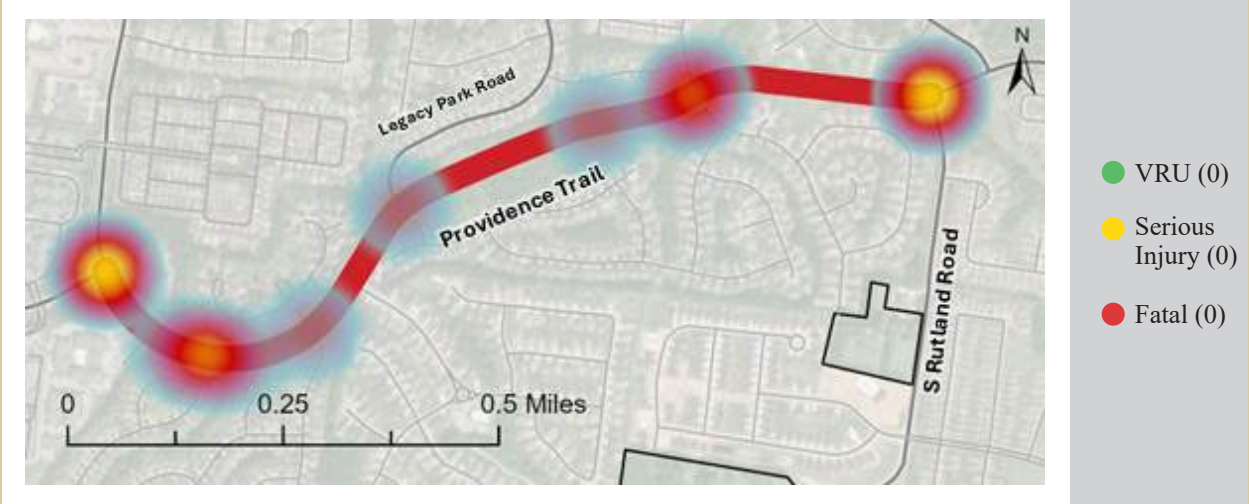 N
Legacy Park Road
Providence Trail
S Rutland Road
0 0.25 0.5 Miles
VRU (0)
Serious
Injury (0)
Fatal (0)